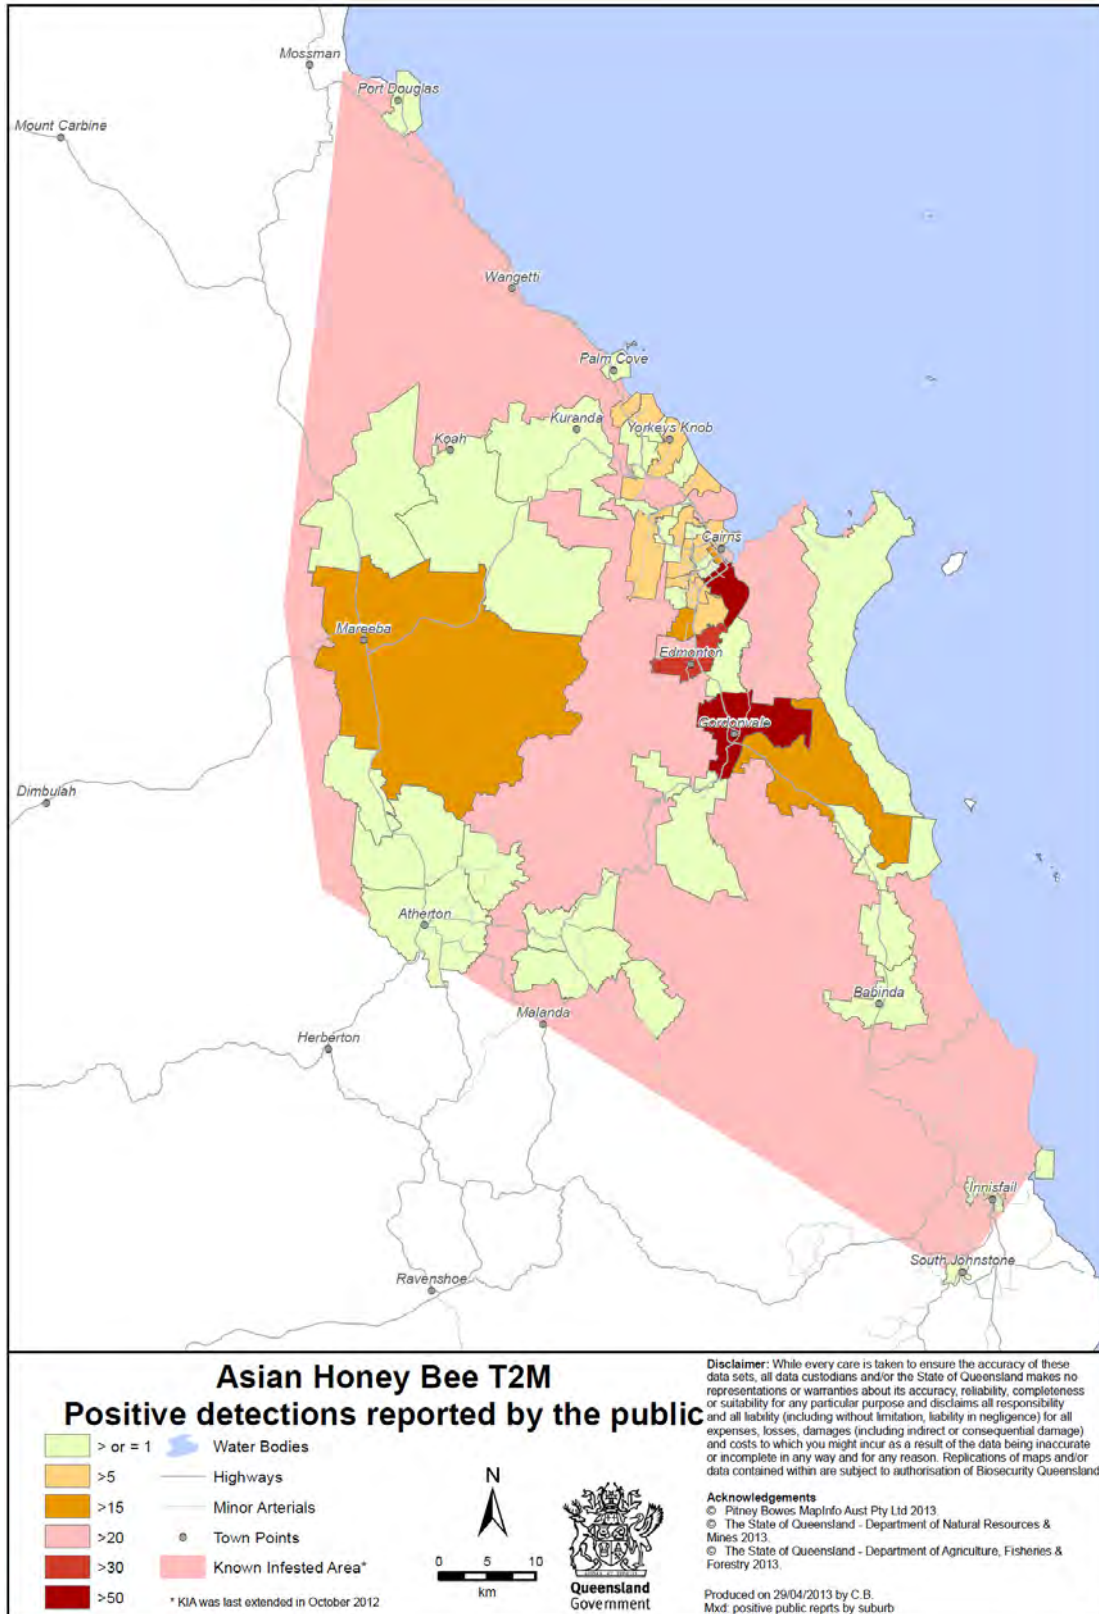 Mossman
Port Douglas
Mount Carbine
Wangetti
Palm Cove
Kuranda
Yorkeys Knob
Koah
Cairns
Mareeba
Edmonton
Gordonvale
Dimbulah
Atherton
Babinda
Malanda
Herberton
Innisfail
South Johnstone
Ravenshoe
Asian Honey Bee T2M
Positive detections reported by the public
> or = 1
>5
>15
>20
>30
>50
Water Bodies
Highways
Minor Arterials
Town Points
Known Infested Area*
* KIA was last extended in October 2012
N
0 5 10
km
Queensland
Government
Disclaimer: While every care is taken to ensure the accuracy of these
data sets, all data custodians and/or the State of Queensland makes no
representations or warranties about its accuracy, reliability, completeness
or suitability for any particular purpose and disclaims all responsibility
and all liability (including without limitation, liability in negligence) for all
expenses, losses, damages (including indirect or consequential damage)
and costs to which you might incur as a result of the data being inaccurate
or incomplete in any way and for any reason. Replications of maps and/or
data contained within are subject to authorisation of Biosecurity Queensland
Acknowledgements
© Pitney Bowes MapInfo Aust Pty Ltd 2013.
© The State of Queensland - Department of Natural Resources &
Mines 2013.
© The State of Queensland - Department of Agriculture, Fisheries &
Forestry 2013.
Produced on 29/04/2013 by C.B.
Mxd: positive public reprts by suburb